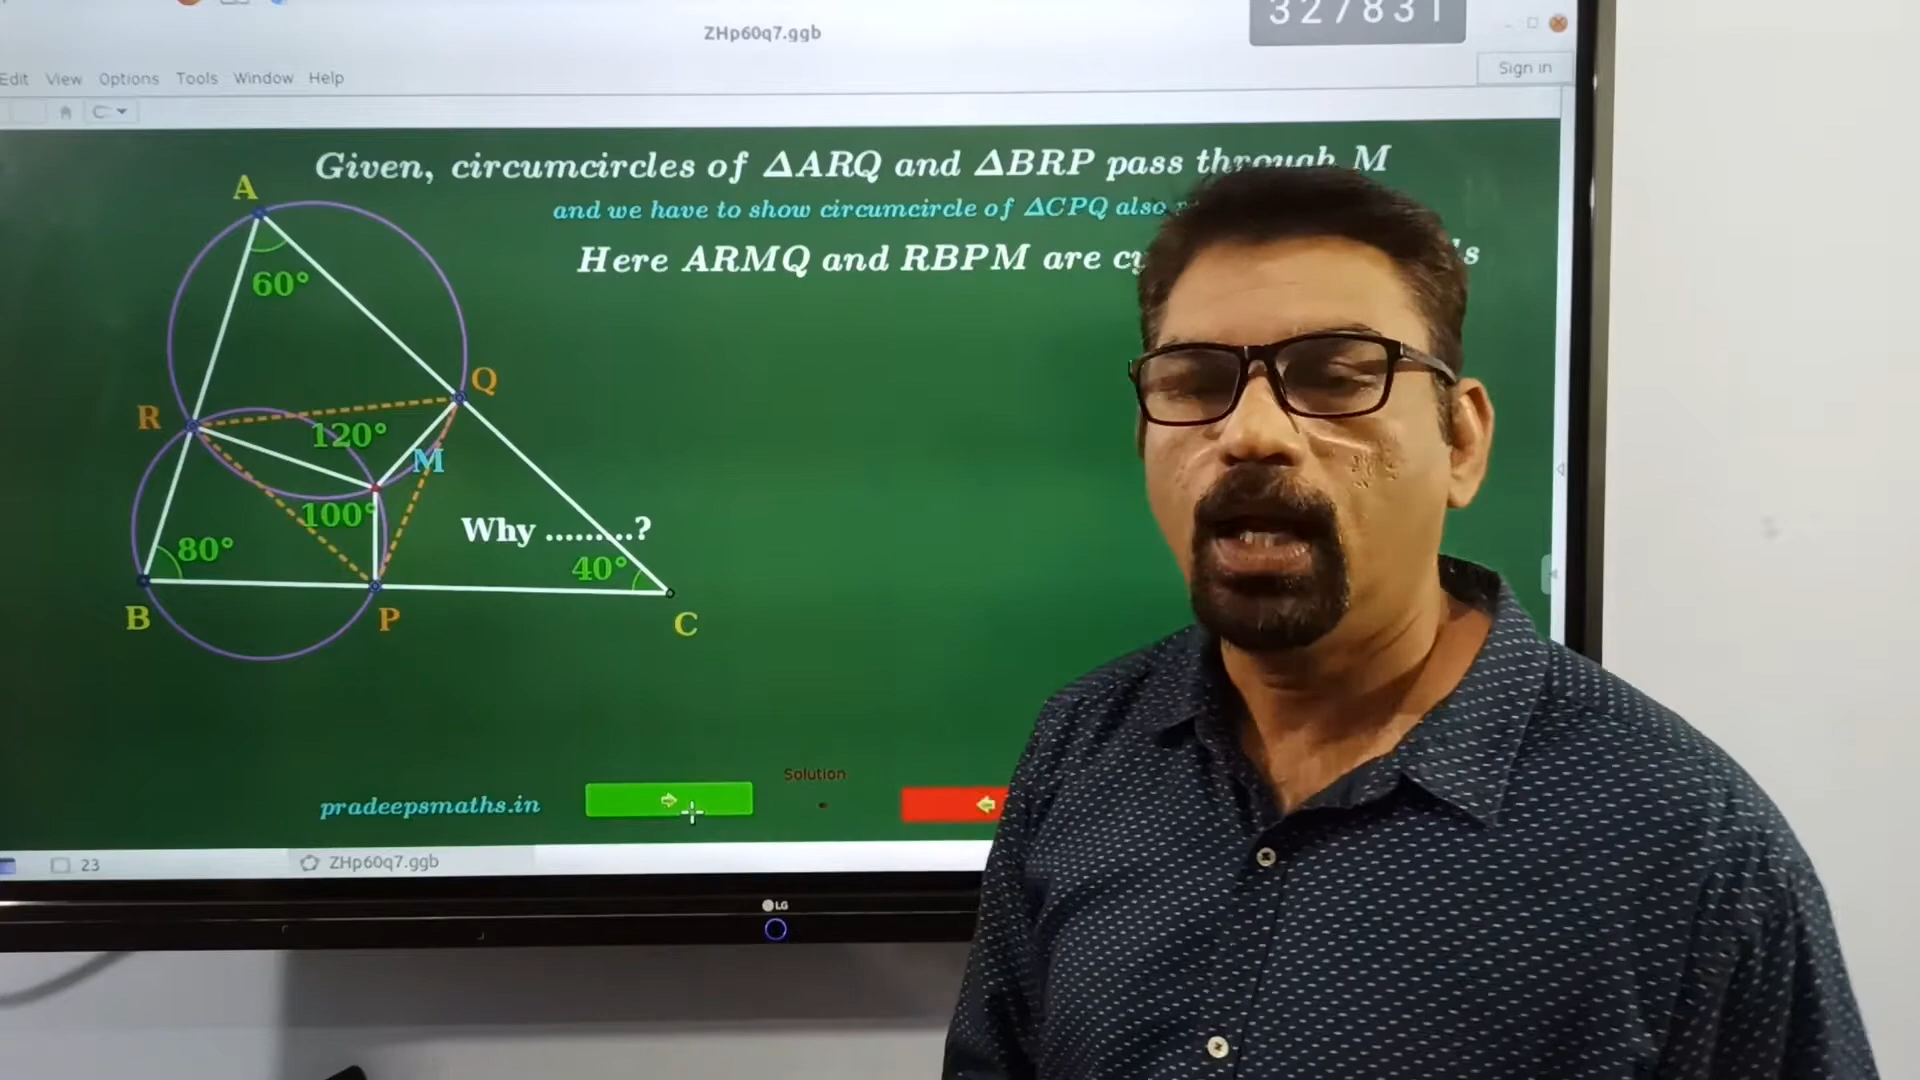 327831
ZHp60q7.ggb
Sign in
Edit View Options Tools Window Help
Given, circumcircles of ΔARQ and ΔBRP pass through M
and we have to show circumcircle of ΔCPQ also
Here ARMQ and RBPM are
A
60°
Q
R
120°
M
100°
Why .........?
80°
40°
B
P
C
Solution
pradeepsmaths.in
23
ZHp60q7.ggb
LG